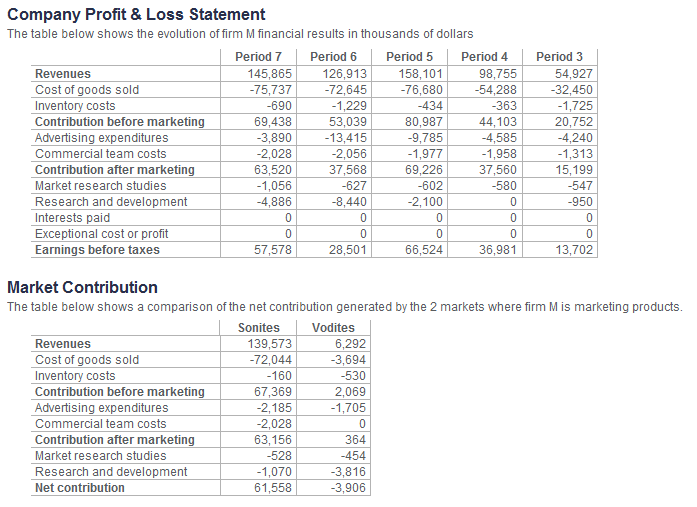 Company Profit & Loss Statement
The table below shows the evolution of firm M financial results in thousands of dollars
Period 7 Period 6 Period 5 Period 4 Period 3
Revenues 145,865 126,913 158,101 98,755 54,927
Cost of goods sold -75,737 -72,645 -76,680 -54,288 -32,450
Inventory costs -690 -1,229 -434 -363 -1,725
Contribution before marketing 69,438 53,039 80,987 44,103 20,752
Advertising expenditures -3,890 -13,415 -9,785 -4,585 -4,240
Commercial team costs -2,028 -2,056 -1,977 -1,958 -1,313
Contribution after marketing 63,520 37,568 69,226 37,560 15,199
Market research studies -1,056 -627 -602 -580 -547
Research and development -4,886 -8,440 -2,100 0 -950
Interests paid 0 0 0 0 0
Exceptional cost or profit 0 0 0 0 0
Earnings before taxes 57,578 28,501 66,524 36,981 13,702
Market Contribution
The table below shows a comparison of the net contribution generated by the 2 markets where firm M is marketing products.
Sonites Vodites
Revenues 139,573 6,292
Cost of goods sold -72,044 -3,694
Inventory costs -160 -530
Contribution before marketing 67,369 2,069
Advertising expenditures -2,185 -1,705
Commercial team costs -2,028 0
Contribution after marketing 63,156 364
Market research studies -528 -454
Research and development -1,070 -3,816
Net contribution 61,558 -3,906